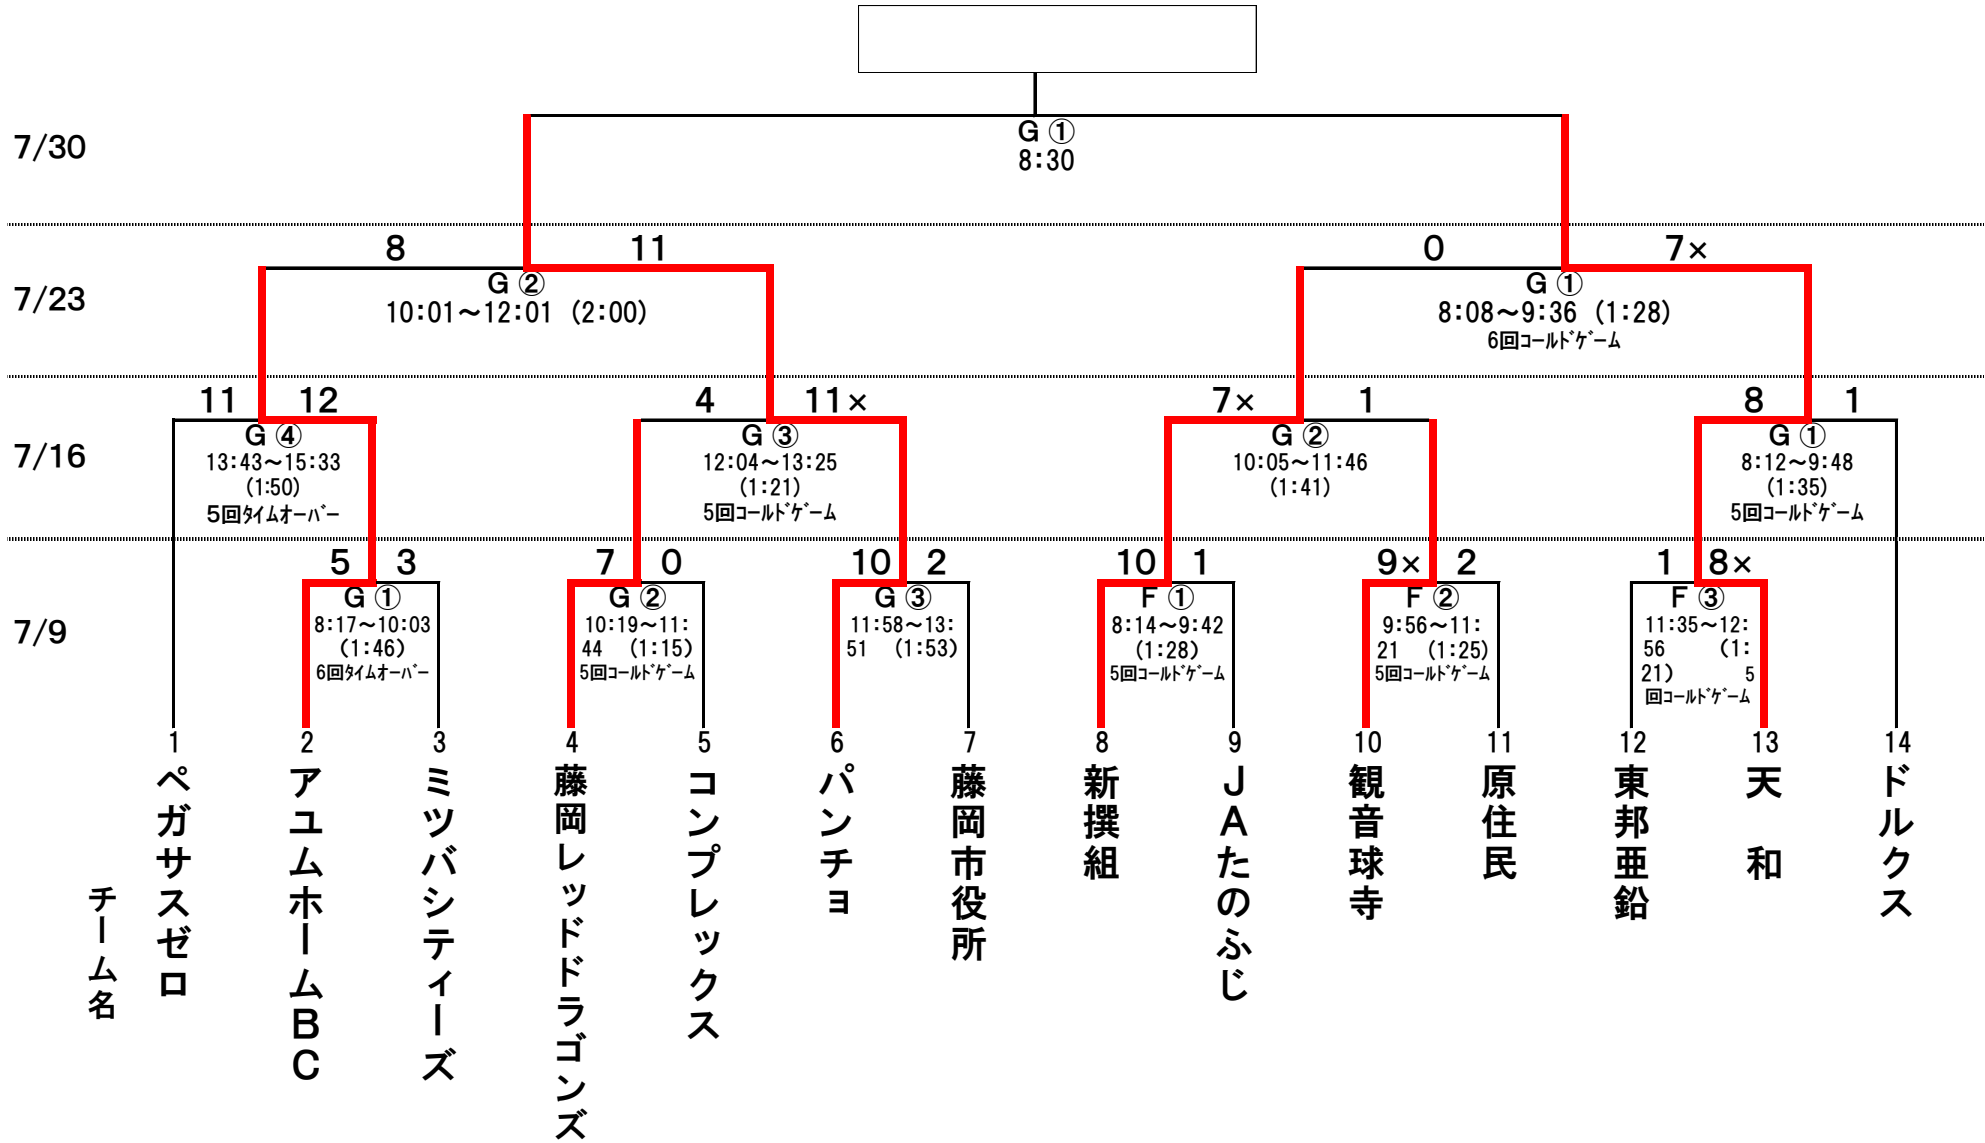 7/30
G ①
8:30
8
11
0
7×
7/23
G ②
10:01～12:01 (2:00)
G ①
8:08～9:36 (1:28)
6回ｺｰﾙﾄﾞｹﾞｰﾑ
11
12
4
11×
7×
1
8
1
7/16
G ④
13:43～15:33
(1:50)
5回ﾀｲﾑｵｰﾊﾞｰ
G ③
12:04～13:25
(1:21)
5回ｺｰﾙﾄﾞｹﾞｰﾑ
G ②
10:05～11:46
(1:41)
G ①
8:12～9:48
(1:35)
5回ｺｰﾙﾄﾞｹﾞｰﾑ
5
3
7
0
10
2
10
1
9×
2
1
8×
7/9
G ①
8:17～10:03
(1:46)
6回ﾀｲﾑｵｰﾊﾞｰ
G ②
10:19～11:
44 (1:15)
5回ｺｰﾙﾄﾞｹﾞｰﾑ
G ③
11:58～13:
51 (1:53)
F ①
8:14～9:42
(1:28)
5回ｺｰﾙﾄﾞｹﾞｰﾑ
F ②
9:56～11:
21 (1:25)
5回ｺｰﾙﾄﾞｹﾞｰﾑ
F ③
11:35～12:
56 (1:
21) 5
回ｺｰﾙﾄﾞｹﾞｰﾑ
チーム名
1
ペガサスゼロ
2
アユムホームＢＣ
3
ミツバシティーズ
4
藤岡レッドドラゴンズ
5
コンプレックス
6
パンチョ
7
藤岡市役所
8
新撰組
9
ＪＡたのふじ
10
観音球寺
11
原住民
12
東邦亜鉛
13
天　和
14
ドルクス